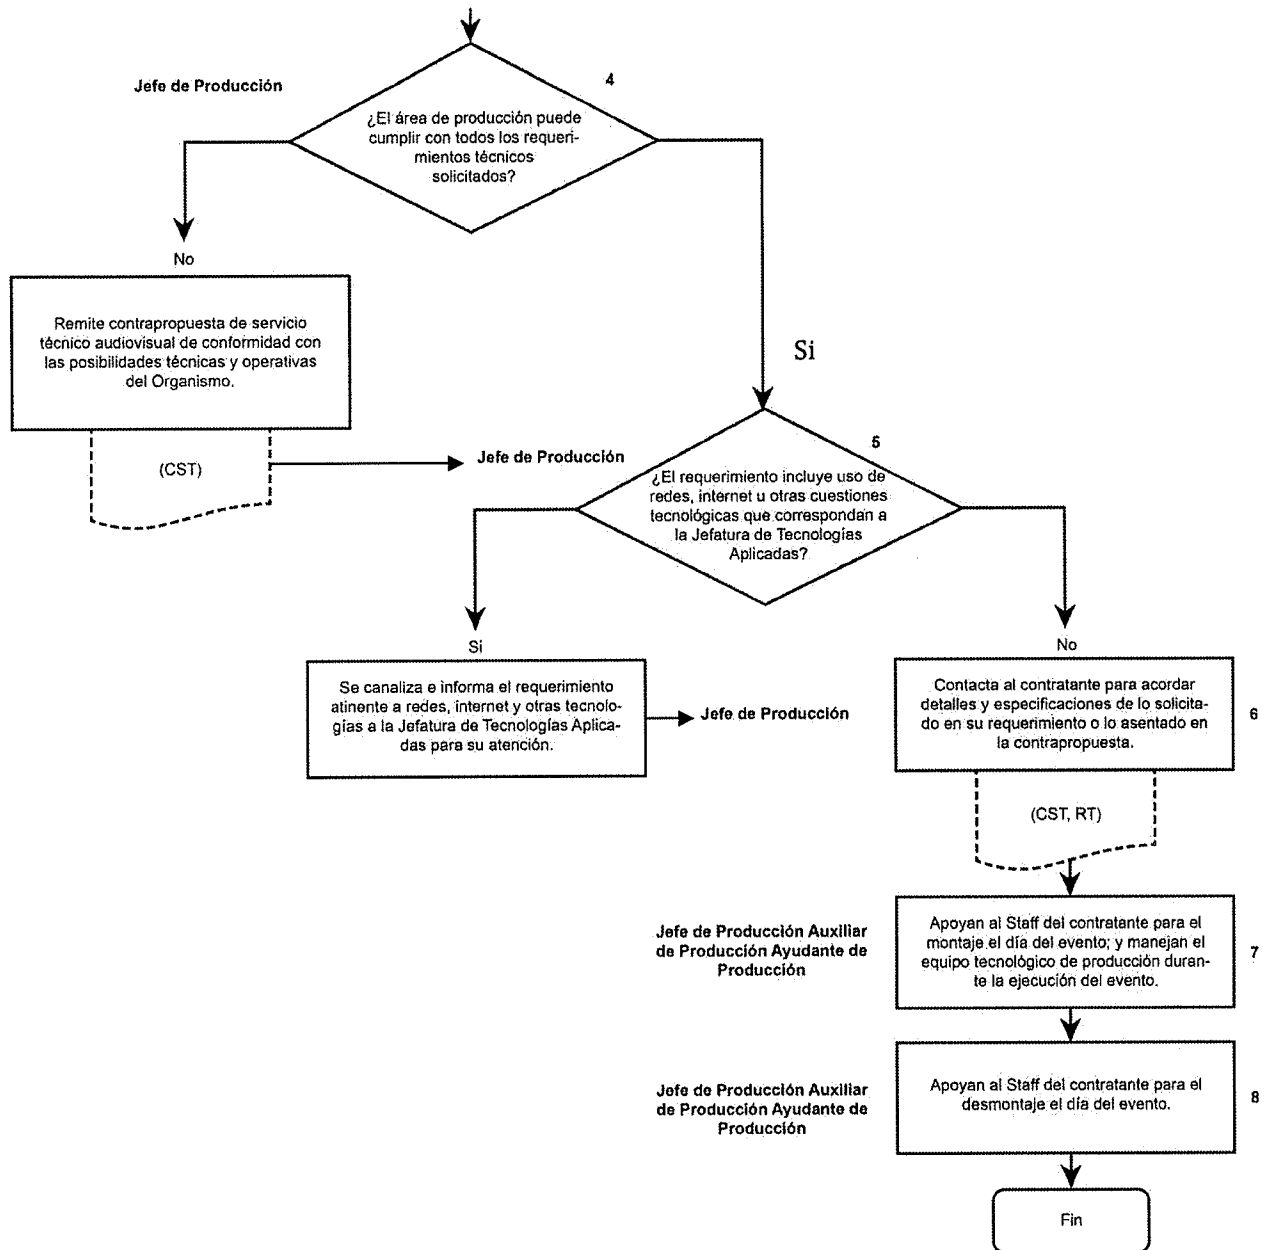 Jefe de Producción
4
¿El área de producción puede
cumplir con todos los requeri-
mientos técnicos
solicitados?
No
Remite contrapropuesta de servicio
técnico audiovisual de conformidad con
las posibilidades técnicas y operativas
del Organismo.
(CST)
Si
Jefe de Producción
5
¿El requerimiento incluye uso de
redes, internet u otras cuestiones
tecnológicas que correspondan a
la Jefatura de Tecnologías
Aplicadas?
Si
Se canaliza e informa el requerimiento
atinente a redes, internet y otras tecnolo-
gías a la Jefatura de Tecnologías Aplica-
das para su atención.
Jefe de Producción
No
Contacta al contratante para acordar
detalles y especificaciones de lo solicita-
do en su requerimiento o lo asentado en
la contrapropuesta.
6
(CST, RT)
Jefe de Producción Auxiliar
de Producción Ayudante de
Producción
Apoyan al Staff del contratante para el
montaje el día del evento; y manejan el
equipo tecnológico de producción duran-
te la ejecución del evento.
7
Jefe de Producción Auxiliar
de Producción Ayudante de
Producción
Apoyan al Staff del contratante para el
desmontaje el día del evento.
8
Fin